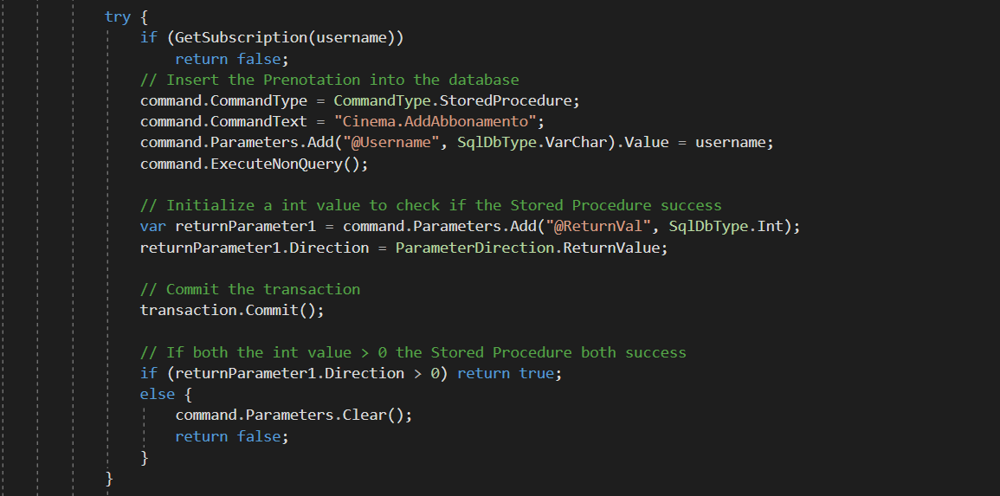 try {
if (GetSubscription(username))
return false;
// Insert the Prenotation into the database
command.CommandType = CommandType.StoredProcedure;
command.CommandText = "Cinema.AddAbbonamento";
command.Parameters.Add("@Username", SqlDbType.VarChar).Value = username;
command.ExecuteNonQuery();
// Initialize a int value to check if the Stored Procedure success
var returnParameter1 = command.Parameters.Add("@ReturnVal", SqlDbType.Int);
returnParameter1.Direction = ParameterDirection.ReturnValue;
// Commit the transaction
transaction.Commit();
// If both the int value > 0 the Stored Procedure both success
if (returnParameter1.Direction > 0) return true;
else {
command.Parameters.Clear();
return false;
}
}